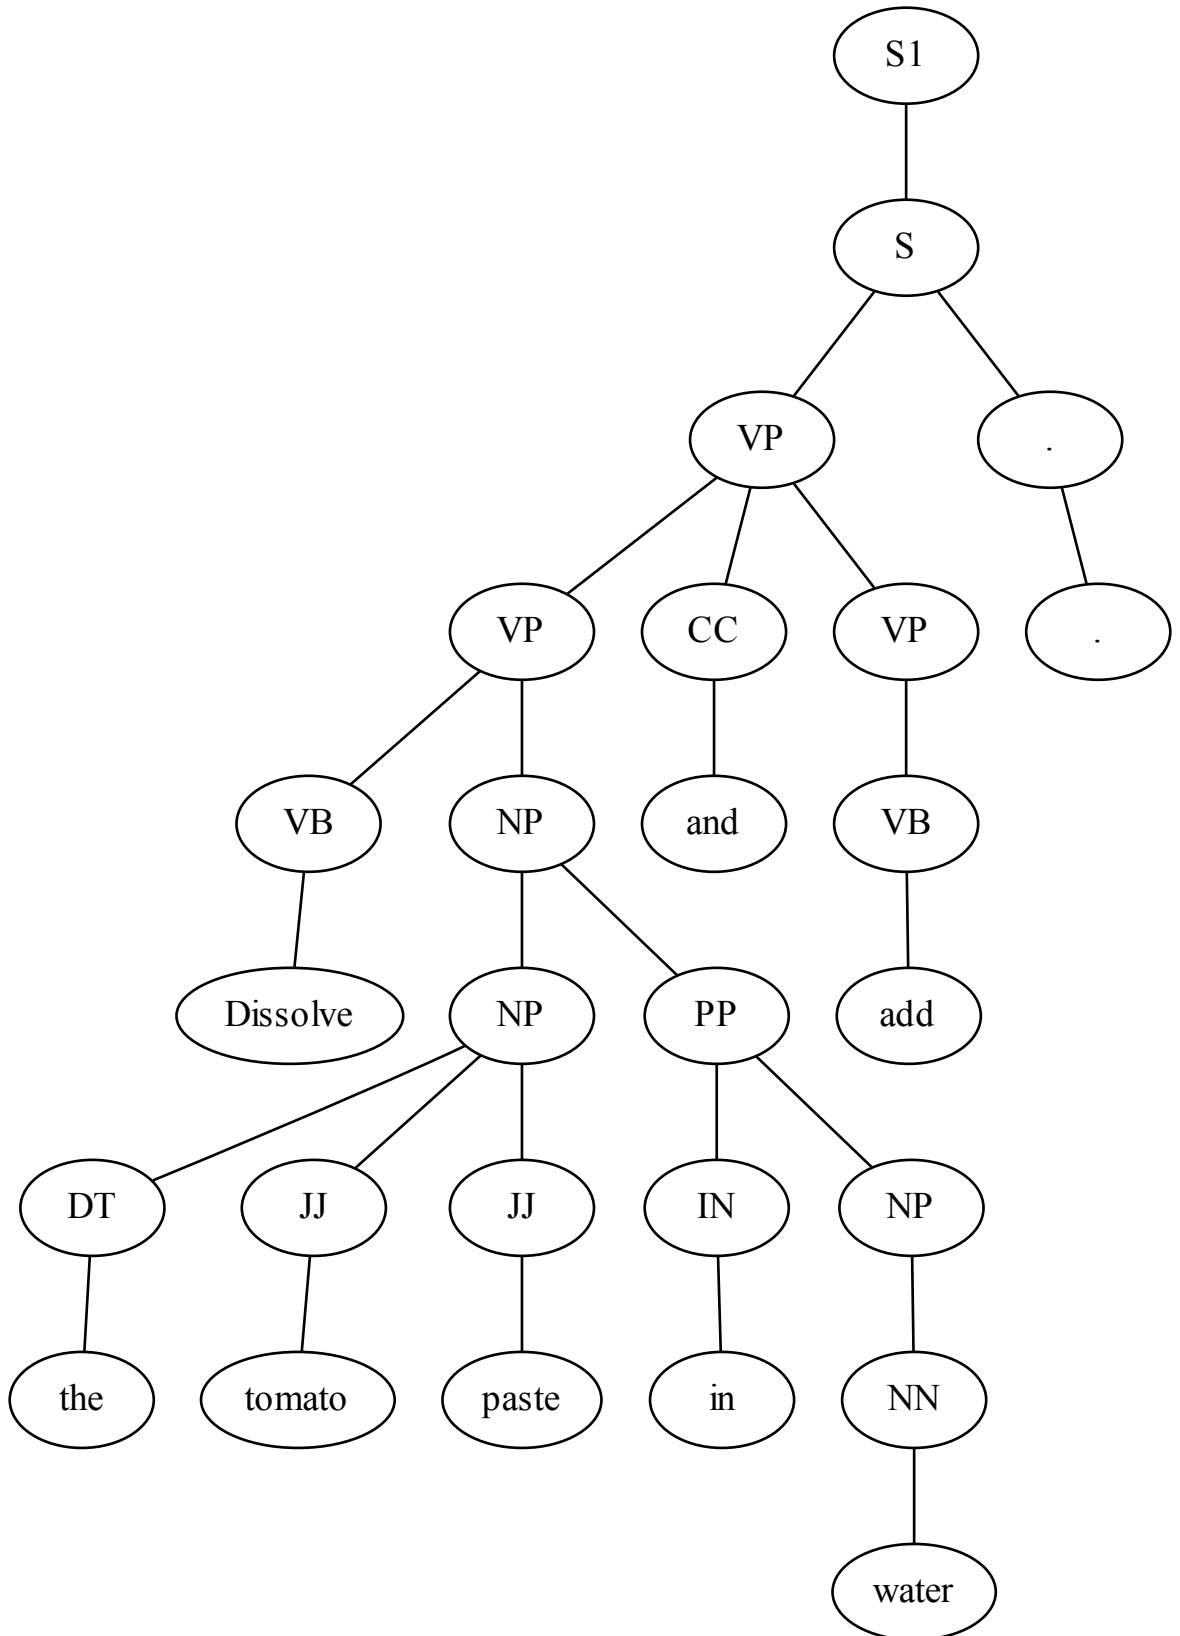 S1
S
VP .
VP CC VP .
VB NP and VB
Dissolve NP PP add
DT JJ JJ IN NP
the tomato paste in NN
water